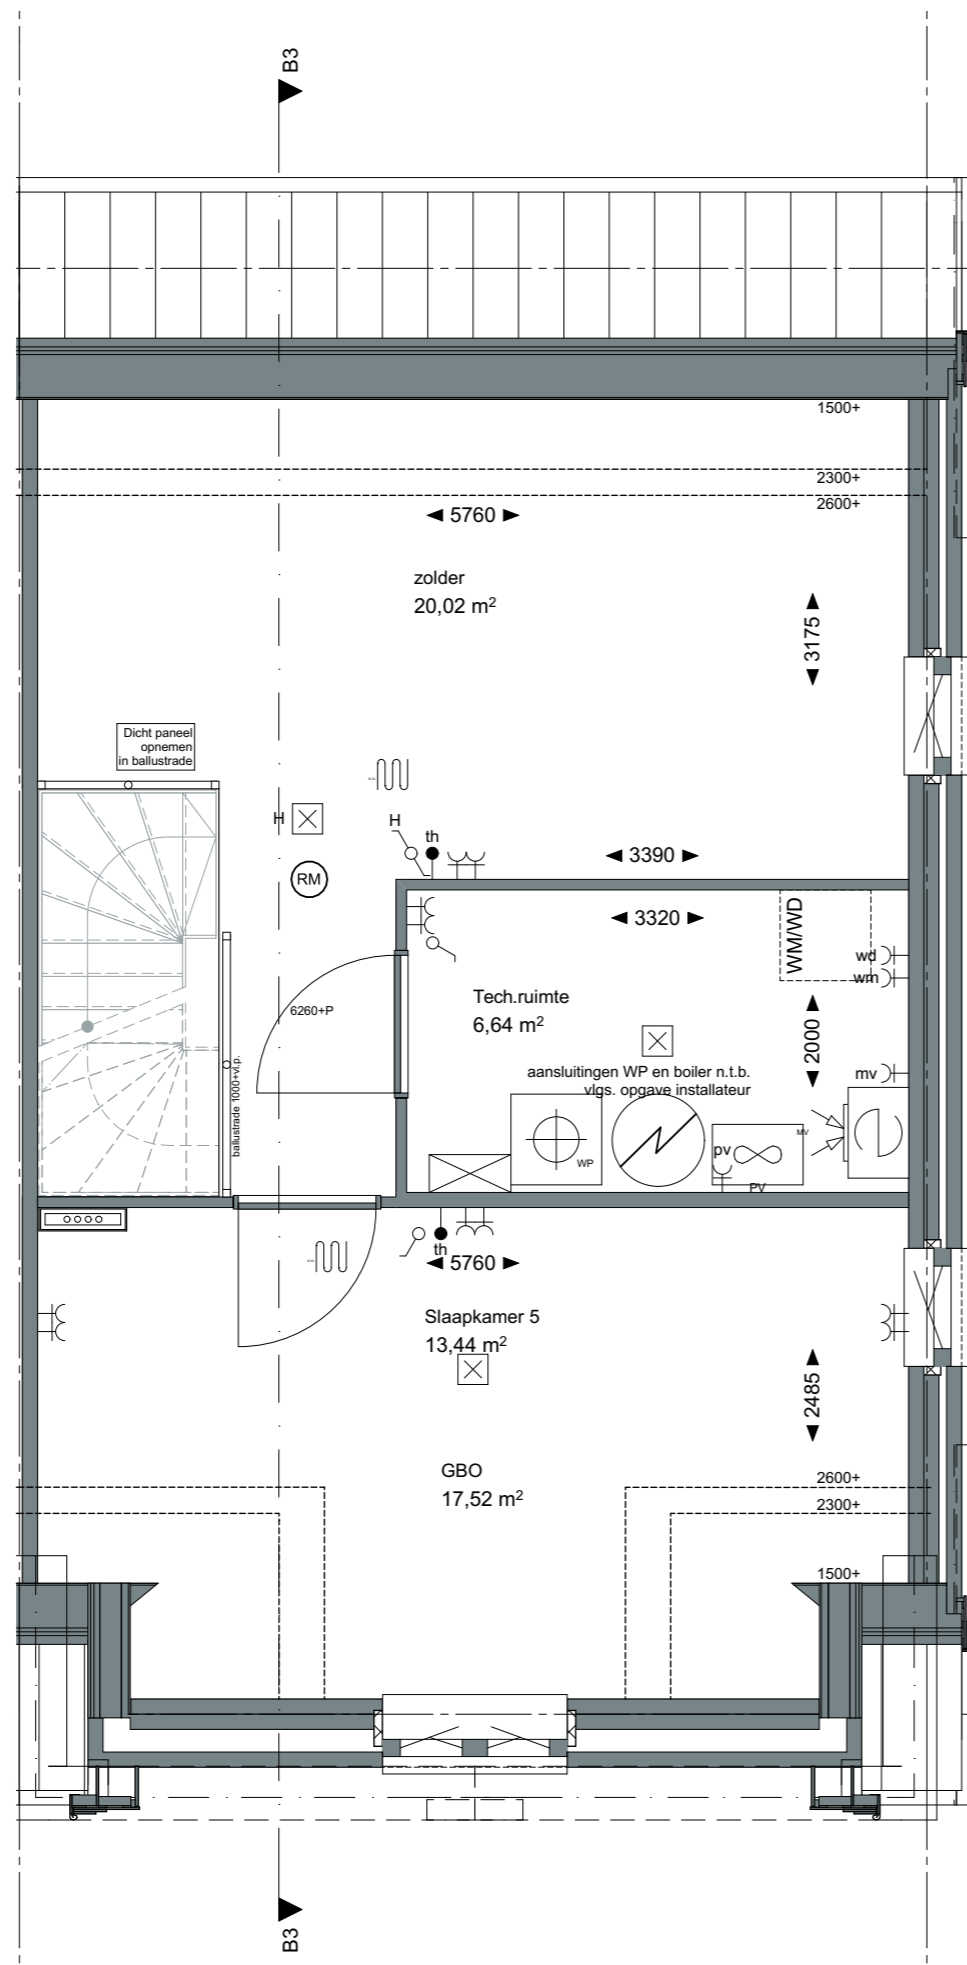 B3
1500+
2300+
2600+
5760
zolder
20,02 m²
3175
Dicht paneel
opnemen
in ballustrade
H
H
th
RM
3390
3320
WM/WD
wd
wm
Tech.ruimte
6,64 m²
6260+P
2000
aansluitingen WP en boiler n.t.b.
vlgs. opgave installateur
mv
ballustrade 1000+vl.p.
WP
pv
MV
PV
th
5760
Slaapkamer 5
13,44 m²
2485
GBO
17,52 m²
2600+
2300+
1500+
B3